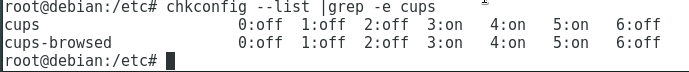 root@debian:/etc# chkconfig --list |grep -e cups
cups 0:off 1:off 2:off 3:on 4:on 5:on 6:off
cups-browsed 0:off 1:off 2:off 3:on 4:on 5:on 6:off
root@debian:/etc#